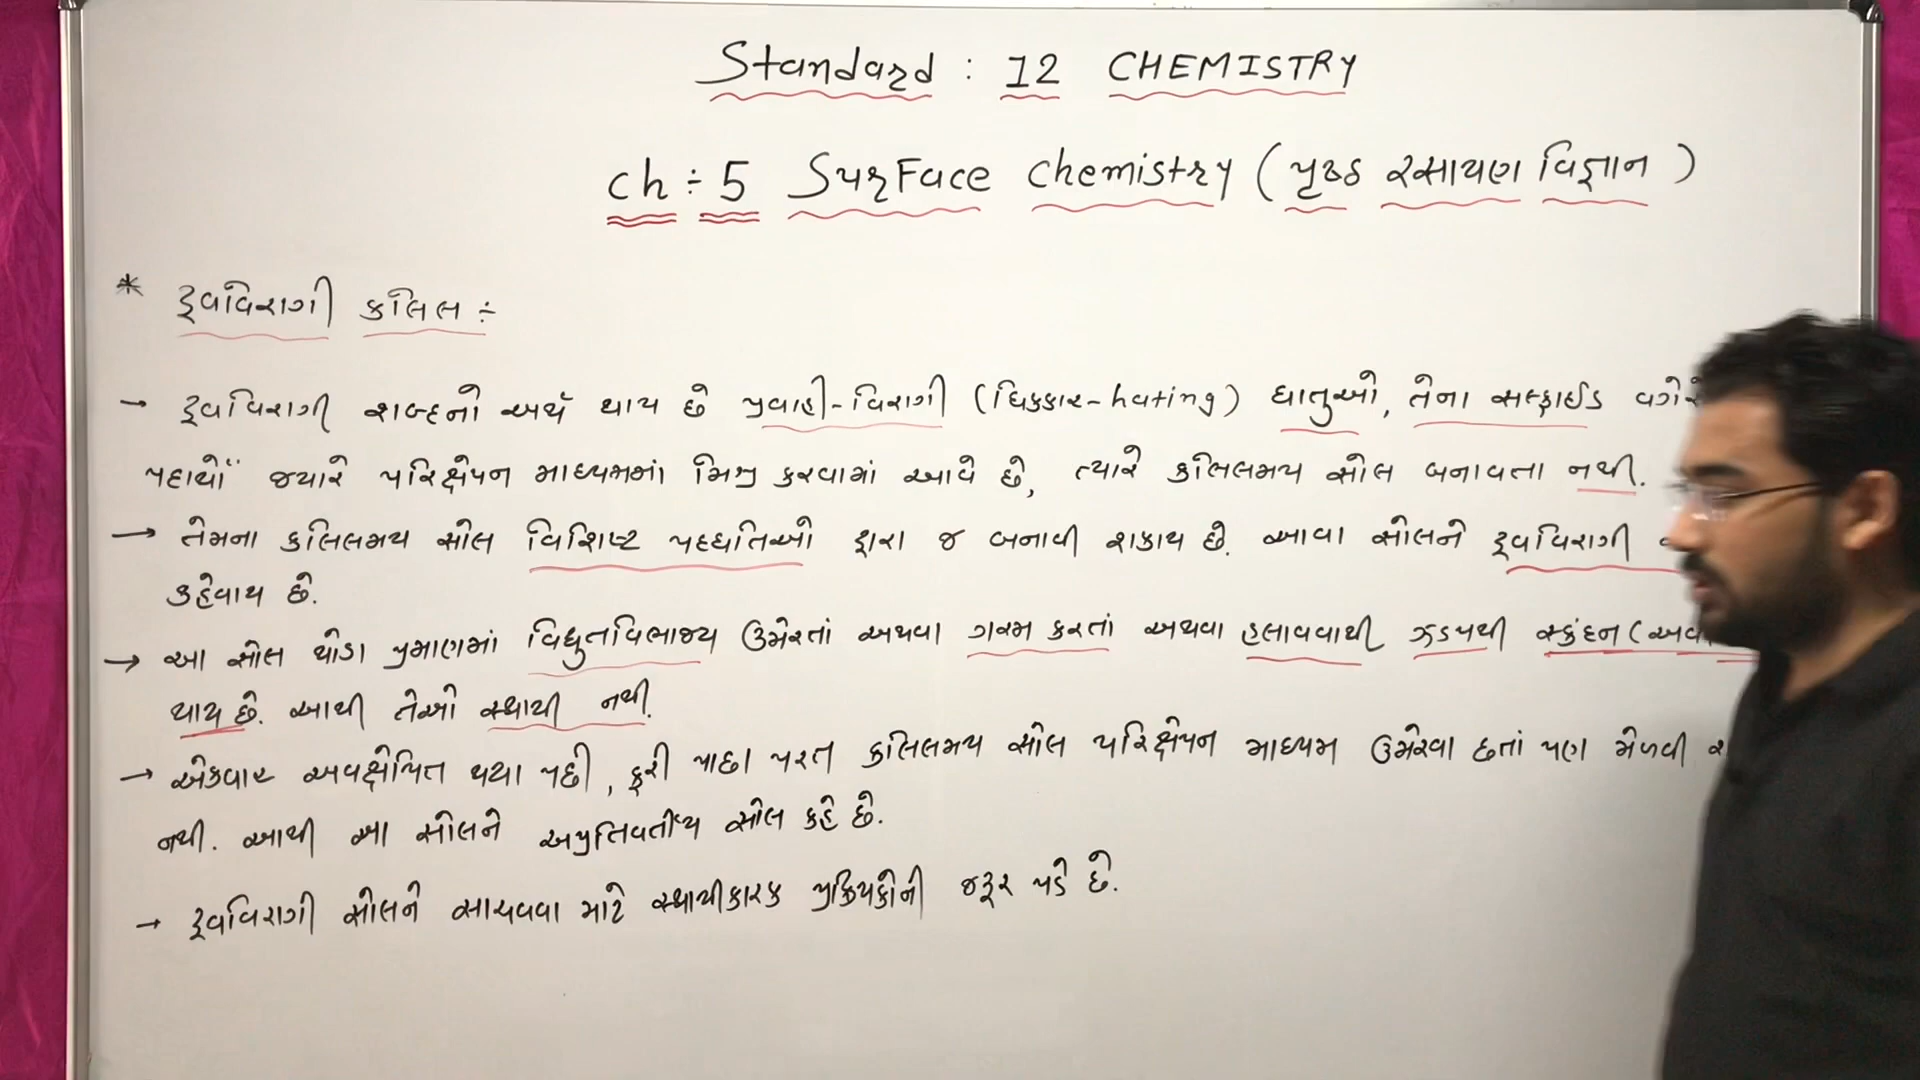 Standard : 12 CHEMISTRY
ch ÷ 5 Surface chemistry ( પૃષ્ઠ રસાયણ વિજ્ઞાન )
* દ્રવવિરાગી કલિલ ÷
→ દ્રવવિરાગી શબ્દનો અર્થ થાય છે પ્રવાહી-વિરાગી (ધિક્કાર-hating) ધાતુઓ, તેના સલ્ફાઈડ વગેરે
પદાર્થો જ્યારે પરિક્ષેપન માધ્યમમાં મિશ્ર કરવામાં આવે છે, ત્યારે કલિલમય સોલ બનાવતા નથી.
→ તેમના કલિલમય સોલ વિશિષ્ટ પદ્ધતિઓ દ્વારા જ બનાવી શકાય છે. આવા સોલને દ્રવવિરાગી
કહેવાય છે.
→ આ સોલ થોડા પ્રમાણમાં વિદ્યુતવિભાજ્ય ઉમેરતાં અથવા ગરમ કરતાં અથવા હલાવવાથી ઝડપથી સ્કંદન (અવ
થાય છે. આથી તેઓ સ્થાયી નથી.
→ એકવાર અવક્ષેપિત થયા પછી, ફરી પાછા પરત કલિલમય સોલ પરિક્ષેપન માધ્યમ ઉમેરવા છતાં પણ મેળવી
નથી. આથી આ સોલને અપ્રતિવર્તીય સોલ કહે છે.
→ દ્રવવિરાગી સોલને સાચવવા માટે સ્થાયીકારક પ્રક્રિયકોની જરૂર પડે છે.